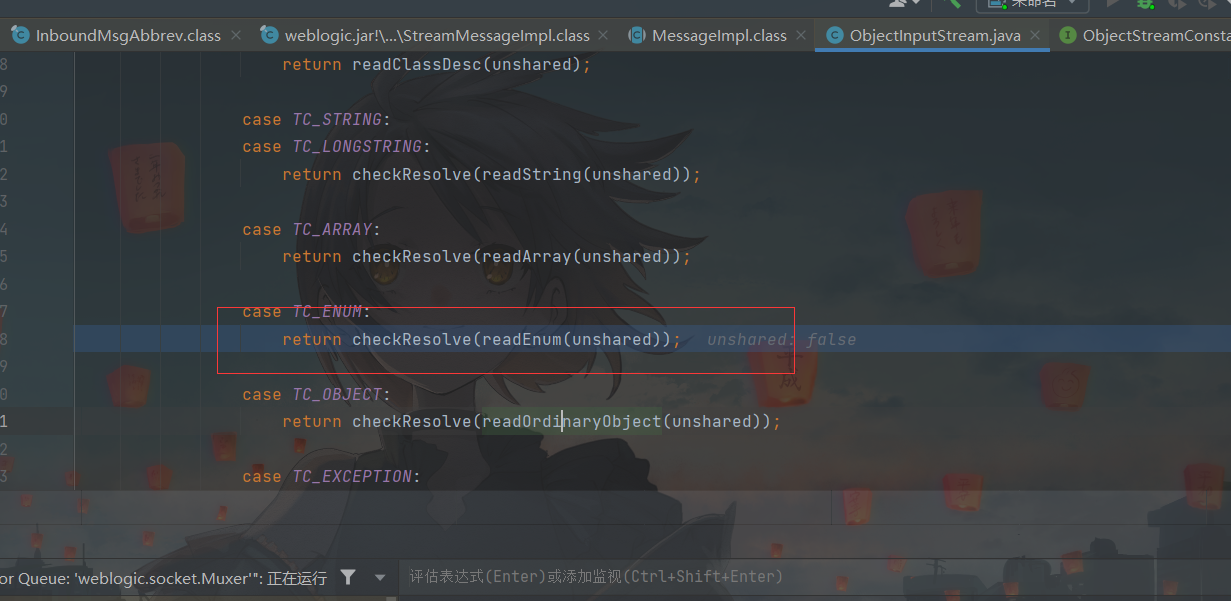 未命名
InboundMsgAbbrev.class weblogic.jar!\...\StreamMessageImpl.class MessageImpl.class ObjectInputStream.java ObjectStreamConsta
8 return readClassDesc(unshared);
9
0 case TC_STRING:
1 case TC_LONGSTRING:
2 return checkResolve(readString(unshared));
3
4 case TC_ARRAY:
5 return checkResolve(readArray(unshared));
6
7 case TC_ENUM:
8 return checkResolve(readEnum(unshared)); unshared: false
9
0 case TC_OBJECT:
1 return checkResolve(readOrdinaryObject(unshared));
2
3 case TC_EXCEPTION:
or Queue: 'weblogic.socket.Muxer'": 正在运行 评估表达式(Enter)或添加监视(Ctrl+Shift+Enter)